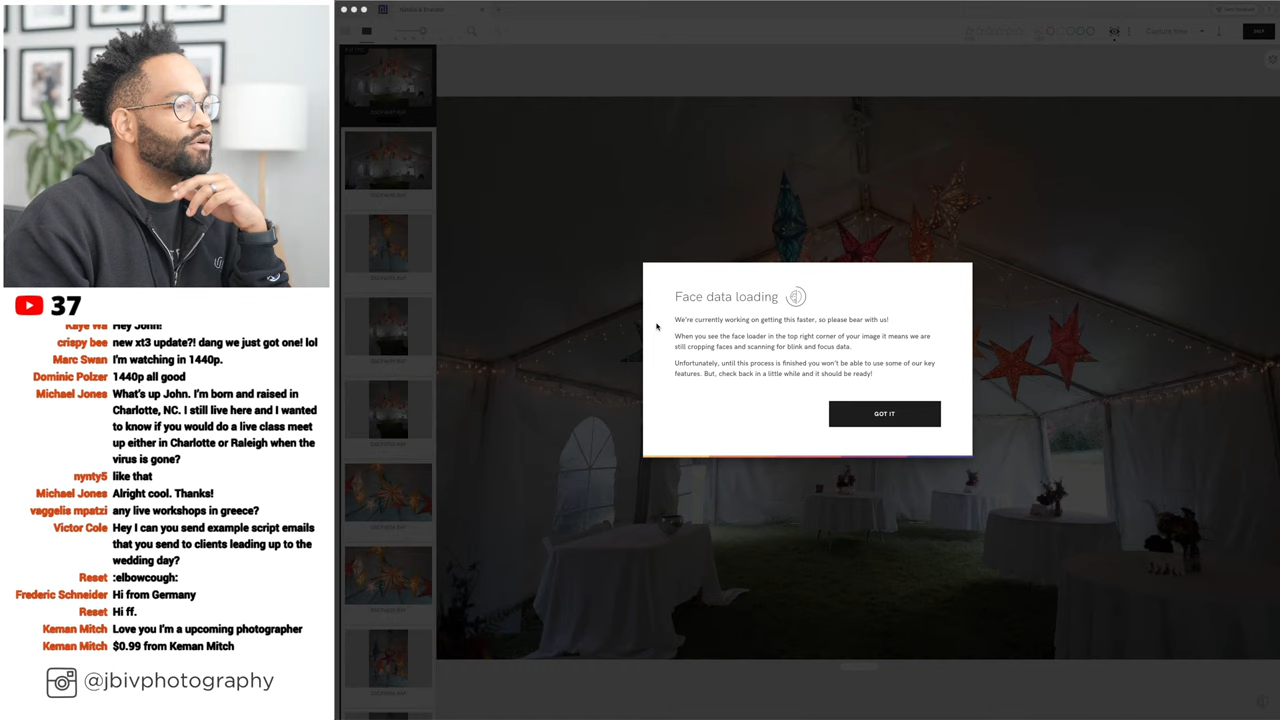 37
Kaye Wa Hey John!
crispy bee new xt3 update?! dang we just got one! lol
Marc Swan I'm watching in 1440p.
Dominic Polzer 1440p all good
Michael Jones What's up John. I'm born and raised in
Charlotte, NC. I still live here and I wanted
to know if you would do a live class meet
up either in Charlotte or Raleigh when the
virus is gone?
nynty5 like that
Michael Jones Alright cool. Thanks!
vaggelis mpatzi any live workshops in greece?
Victor Cole Hey I can you send example script emails
that you send to clients leading up to the
wedding day?
Reset :elbowcough:
Frederic Schneider Hi from Germany
Reset Hi ff.
Keman Mitch Love you I'm a upcoming photographer
Keman Mitch $0.99 from Keman Mitch
@jbivphotography
Capture time
Face data loading
We're currently working on getting this faster, so please bear with us!
When you see the face loader in the top right corner of your image it means we are
still cropping faces and scanning for blink and focus data.
Unfortunately, until this process is finished you won't be able to use some of our key
features. But, check back in a little while and it should be ready!
GOT IT